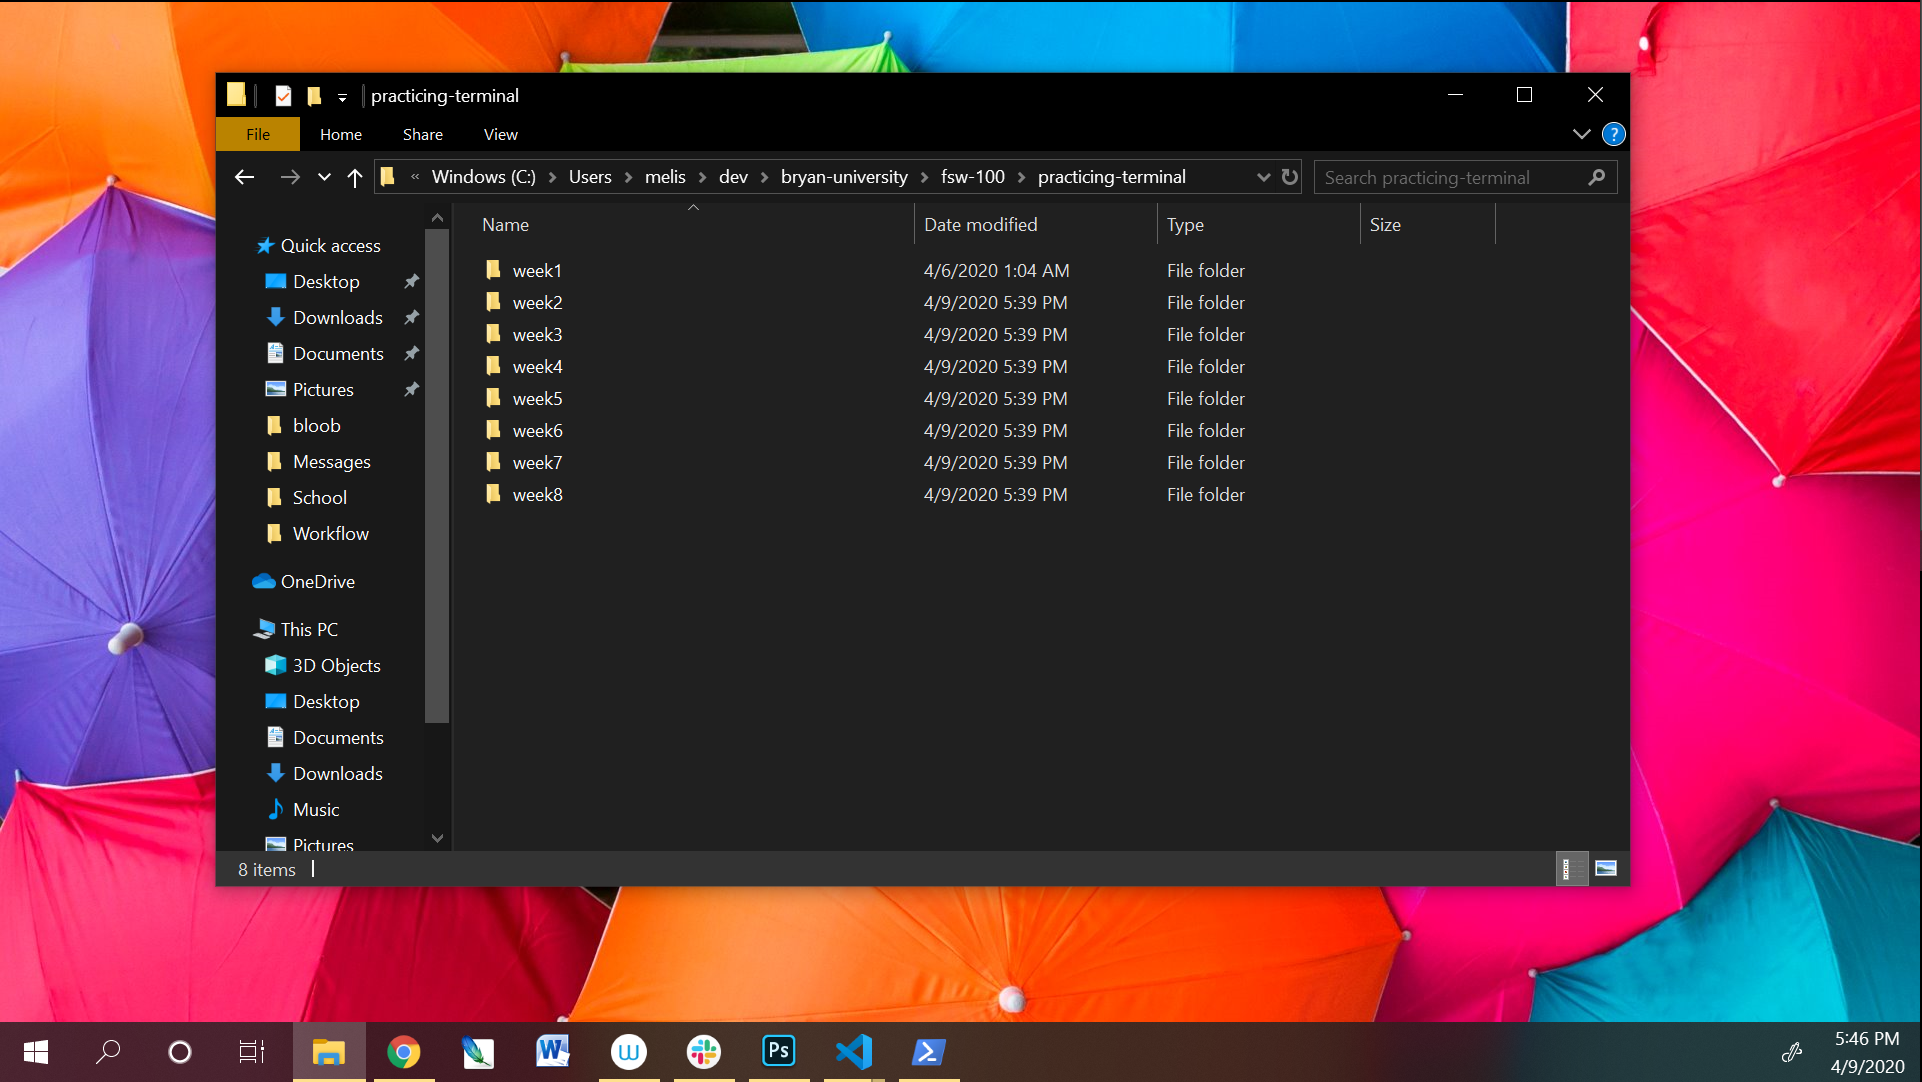 practicing-terminal
File Home Share View ?
« Windows (C:) > Users > melis > dev > bryan-university > fsw-100 > practicing-terminal
Search practicing-terminal
Name Date modified Type Size
Quick access
Desktop
Downloads
Documents
Pictures
bloob
Messages
School
Workflow
OneDrive
This PC
3D Objects
Desktop
Documents
Downloads
Music
Pictures
week1 4/6/2020 1:04 AM File folder
week2 4/9/2020 5:39 PM File folder
week3 4/9/2020 5:39 PM File folder
week4 4/9/2020 5:39 PM File folder
week5 4/9/2020 5:39 PM File folder
week6 4/9/2020 5:39 PM File folder
week7 4/9/2020 5:39 PM File folder
week8 4/9/2020 5:39 PM File folder
8 items
W w Ps
5:46 PM
4/9/2020